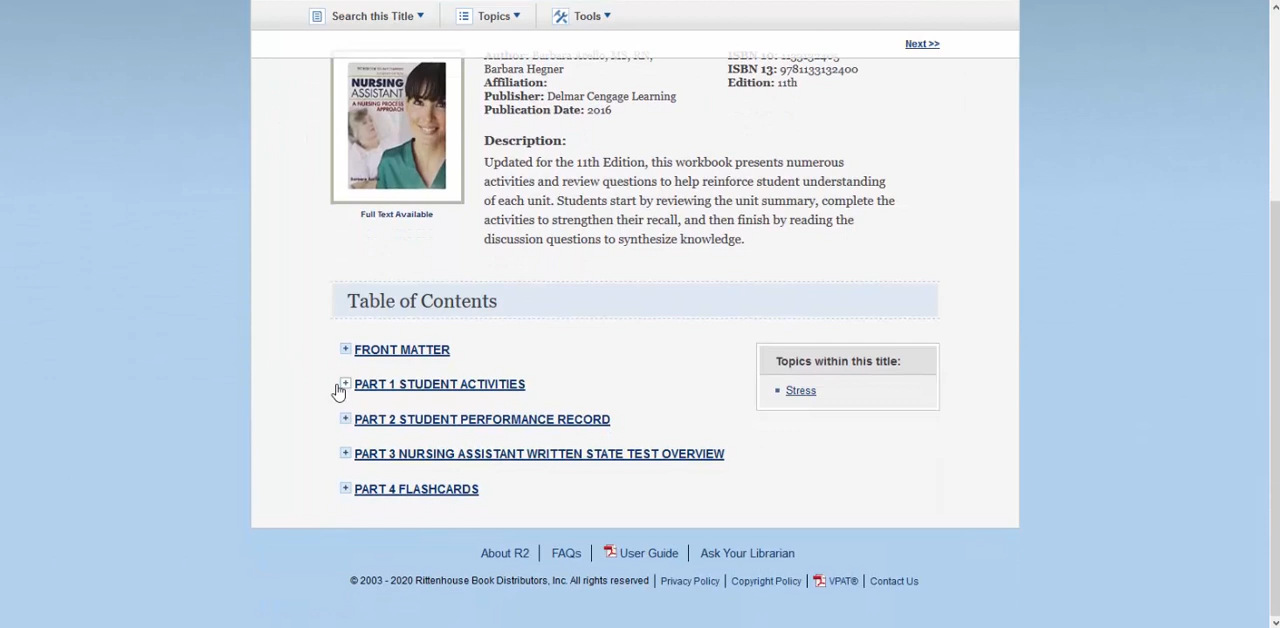 Search this Title
Topics
Tools
Next >>
Barbara Hegner
Affiliation:
Publisher: Delmar Cengage Learning
Publication Date: 2016
ISBN 13: 9781133132400
Edition: 11th
NURSING
ASSISTANT
A NURSING PROCESS
APPROACH
Full Text Available
Description:
Updated for the 11th Edition, this workbook presents numerous
activities and review questions to help reinforce student understanding
of each unit. Students start by reviewing the unit summary, complete the
activities to strengthen their recall, and then finish by reading the
discussion questions to synthesize knowledge.
Table of Contents
FRONT MATTER
PART 1 STUDENT ACTIVITIES
PART 2 STUDENT PERFORMANCE RECORD
PART 3 NURSING ASSISTANT WRITTEN STATE TEST OVERVIEW
PART 4 FLASHCARDS
Topics within this title:
Stress
About R2
FAQs
User Guide
Ask Your Librarian
© 2003 - 2020 Rittenhouse Book Distributors, Inc. All rights reserved
Privacy Policy
Copyright Policy
VPAT®
Contact Us